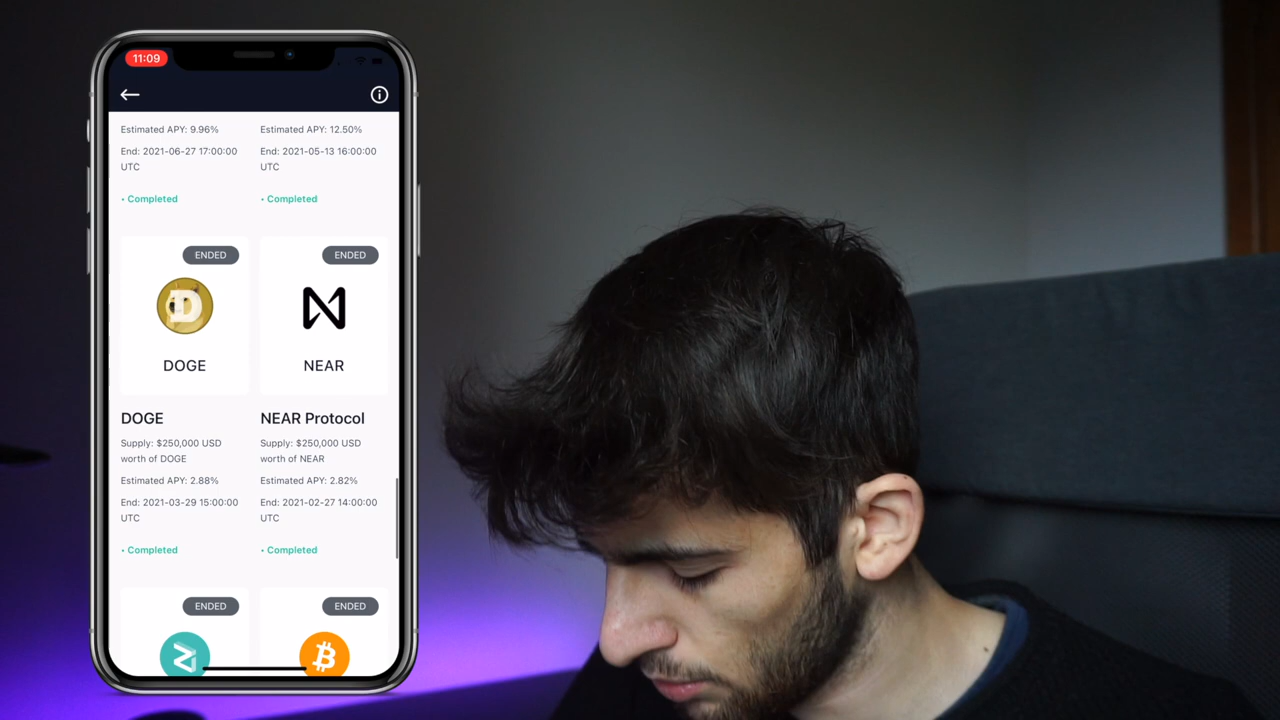 11:09
Estimated APY: 9.96%
Estimated APY: 12.50%
End: 2021-06-27 17:00:00
UTC
End: 2021-05-13 16:00:00
UTC
• Completed
• Completed
ENDED
ENDED
DOGE
NEAR
DOGE
NEAR Protocol
Supply: $250,000 USD
worth of DOGE
Supply: $250,000 USD
worth of NEAR
Estimated APY: 2.88%
Estimated APY: 2.82%
End: 2021-03-29 15:00:00
UTC
End: 2021-02-27 14:00:00
UTC
• Completed
• Completed
ENDED
ENDED